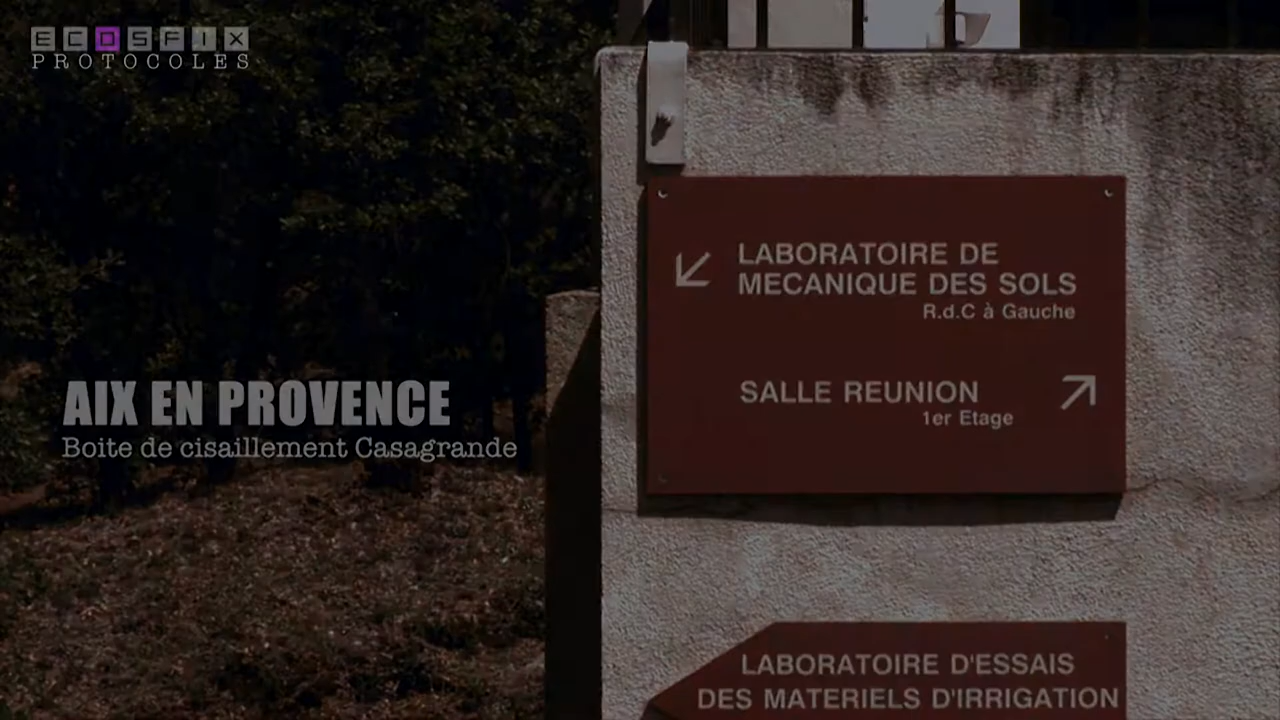 ECOSFIX
PROTOCOLES
LABORATOIRE DE
MECANIQUE DES SOLS
R.d.C à Gauche
SALLE REUNION
1er Etage
AIX EN PROVENCE
Boite de cisaillement Casagrande
LABORATOIRE D'ESSAIS
DES MATERIELS D'IRRIGATION